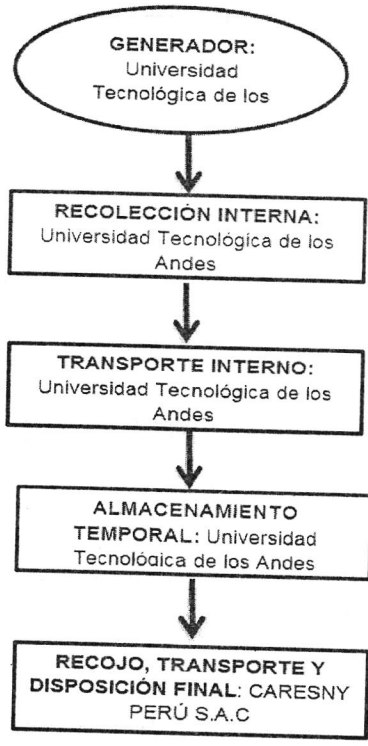 GENERADOR:
Universidad
Tecnológica de los
RECOLECCIÓN INTERNA:
Universidad Tecnológica de los
Andes
TRANSPORTE INTERNO:
Universidad Tecnológica de los
Andes
ALMACENAMIENTO
TEMPORAL: Universidad
Tecnológica de los Andes
RECOJO, TRANSPORTE Y
DISPOSICIÓN FINAL: CARESNY
PERÚ S.A.C